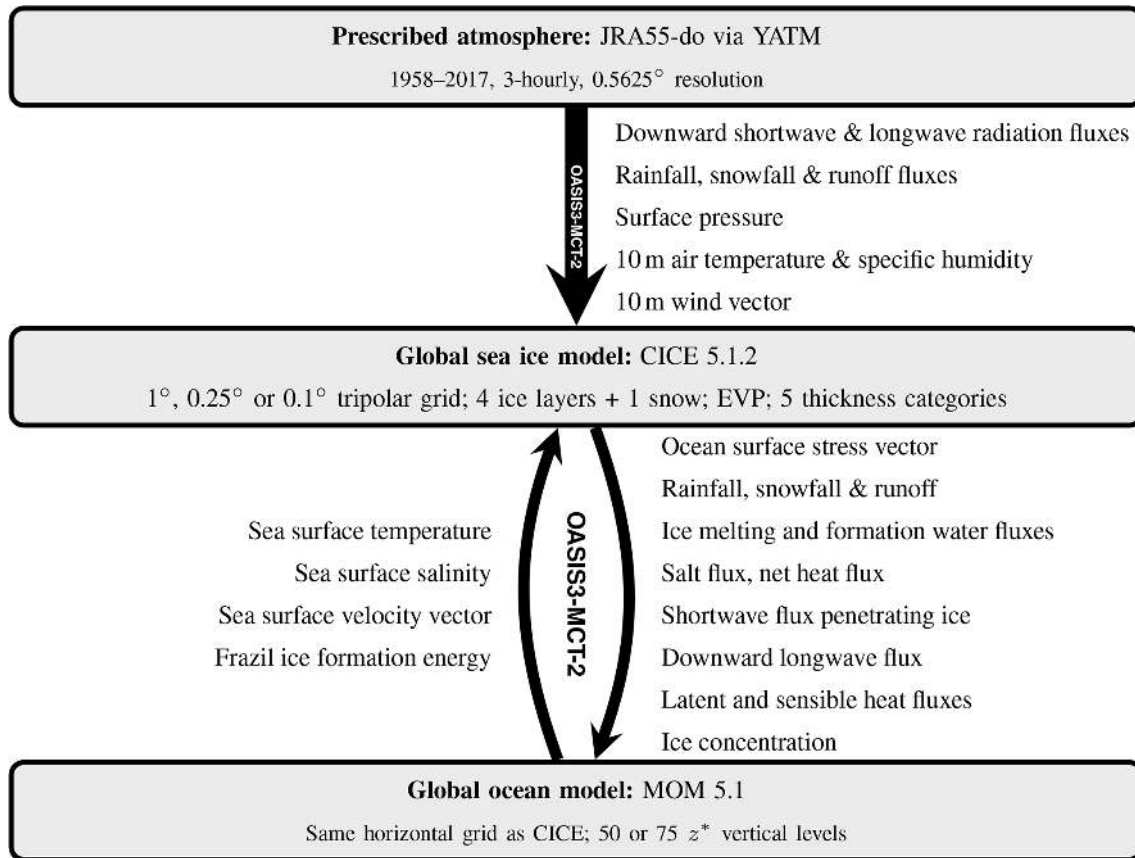 Prescribed atmosphere: JRA55-do via YATM
1958–2017, 3-hourly, 0.5625° resolution
OASIS3-MCT-2
Downward shortwave & longwave radiation fluxes
Rainfall, snowfall & runoff fluxes
Surface pressure
10 m air temperature & specific humidity
10 m wind vector
Global sea ice model: CICE 5.1.2
1°, 0.25° or 0.1° tripolar grid; 4 ice layers + 1 snow; EVP; 5 thickness categories
Sea surface temperature
Sea surface salinity
Sea surface velocity vector
Frazil ice formation energy
OASIS3-MCT-2
Ocean surface stress vector
Rainfall, snowfall & runoff
Ice melting and formation water fluxes
Salt flux, net heat flux
Shortwave flux penetrating ice
Downward longwave flux
Latent and sensible heat fluxes
Ice concentration
Global ocean model: MOM 5.1
Same horizontal grid as CICE; 50 or 75 z* vertical levels